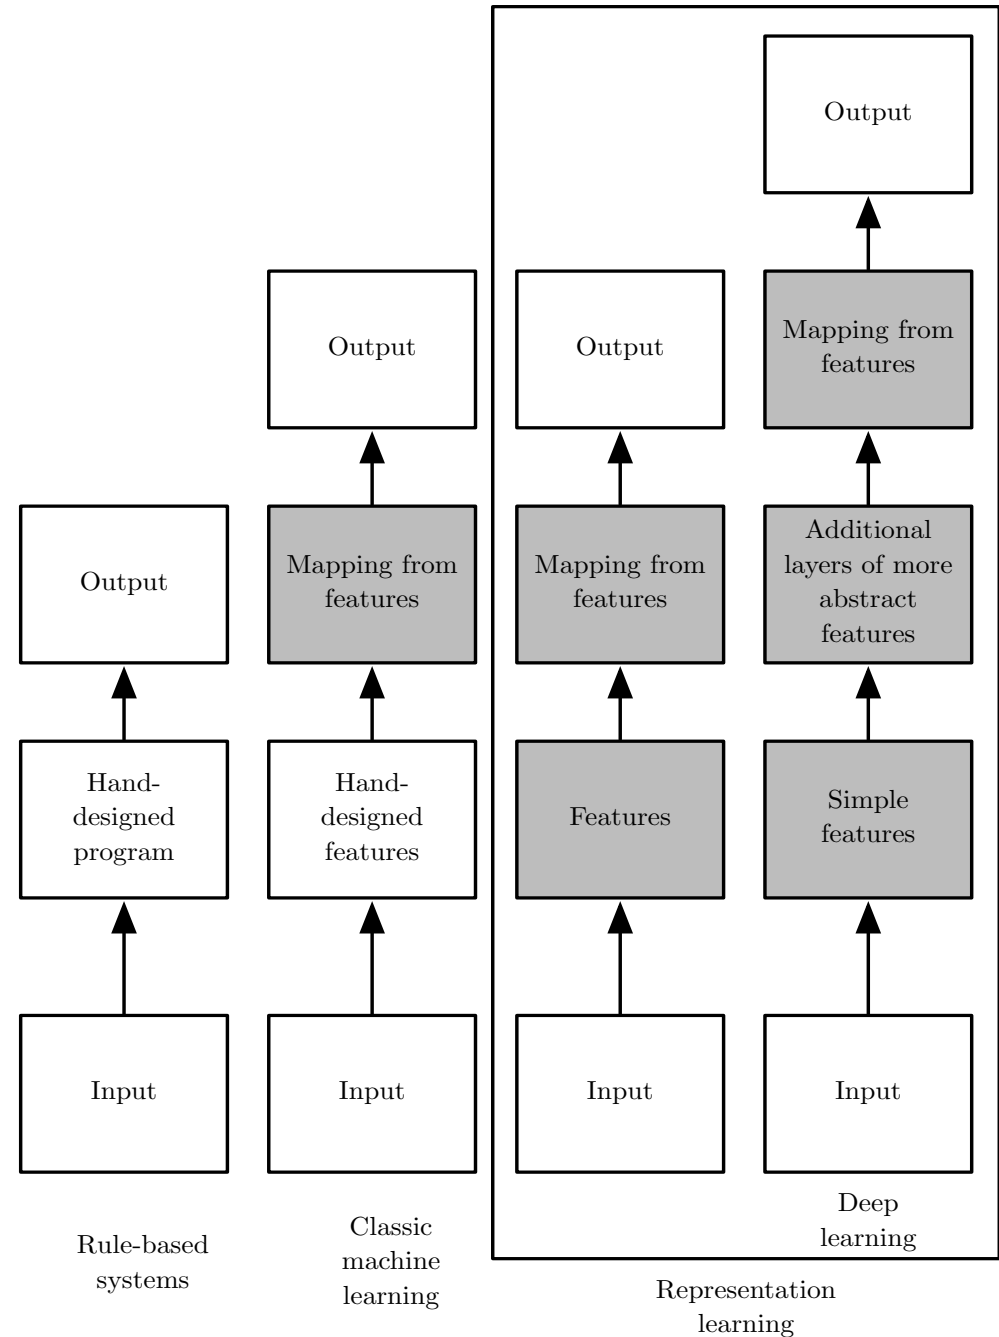 Output
Output
Output
Mapping from
features
Output
Mapping from
features
Mapping from
features
Additional
layers of more
abstract
features
Hand-
designed
program
Hand-
designed
features
Features
Simple
features
Input
Input
Input
Input
Rule-based
systems
Classic
machine
learning
Deep
learning
Representation
learning